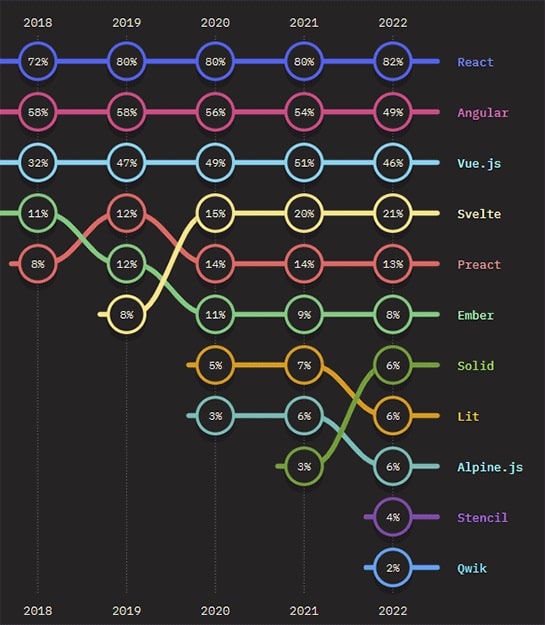 2018 2019 2020 2021 2022
72% 80% 80% 80% 82% React
58% 58% 56% 54% 49% Angular
32% 47% 49% 51% 46% Vue.js
11% 12% 15% 20% 21% Svelte
8% 12% 14% 14% 13% Preact
8% 11% 9% 8% Ember
5% 7% 6% Solid
3% 6% 6% Lit
3% 6% Alpine.js
4% Stencil
2% Qwik
2018 2019 2020 2021 2022